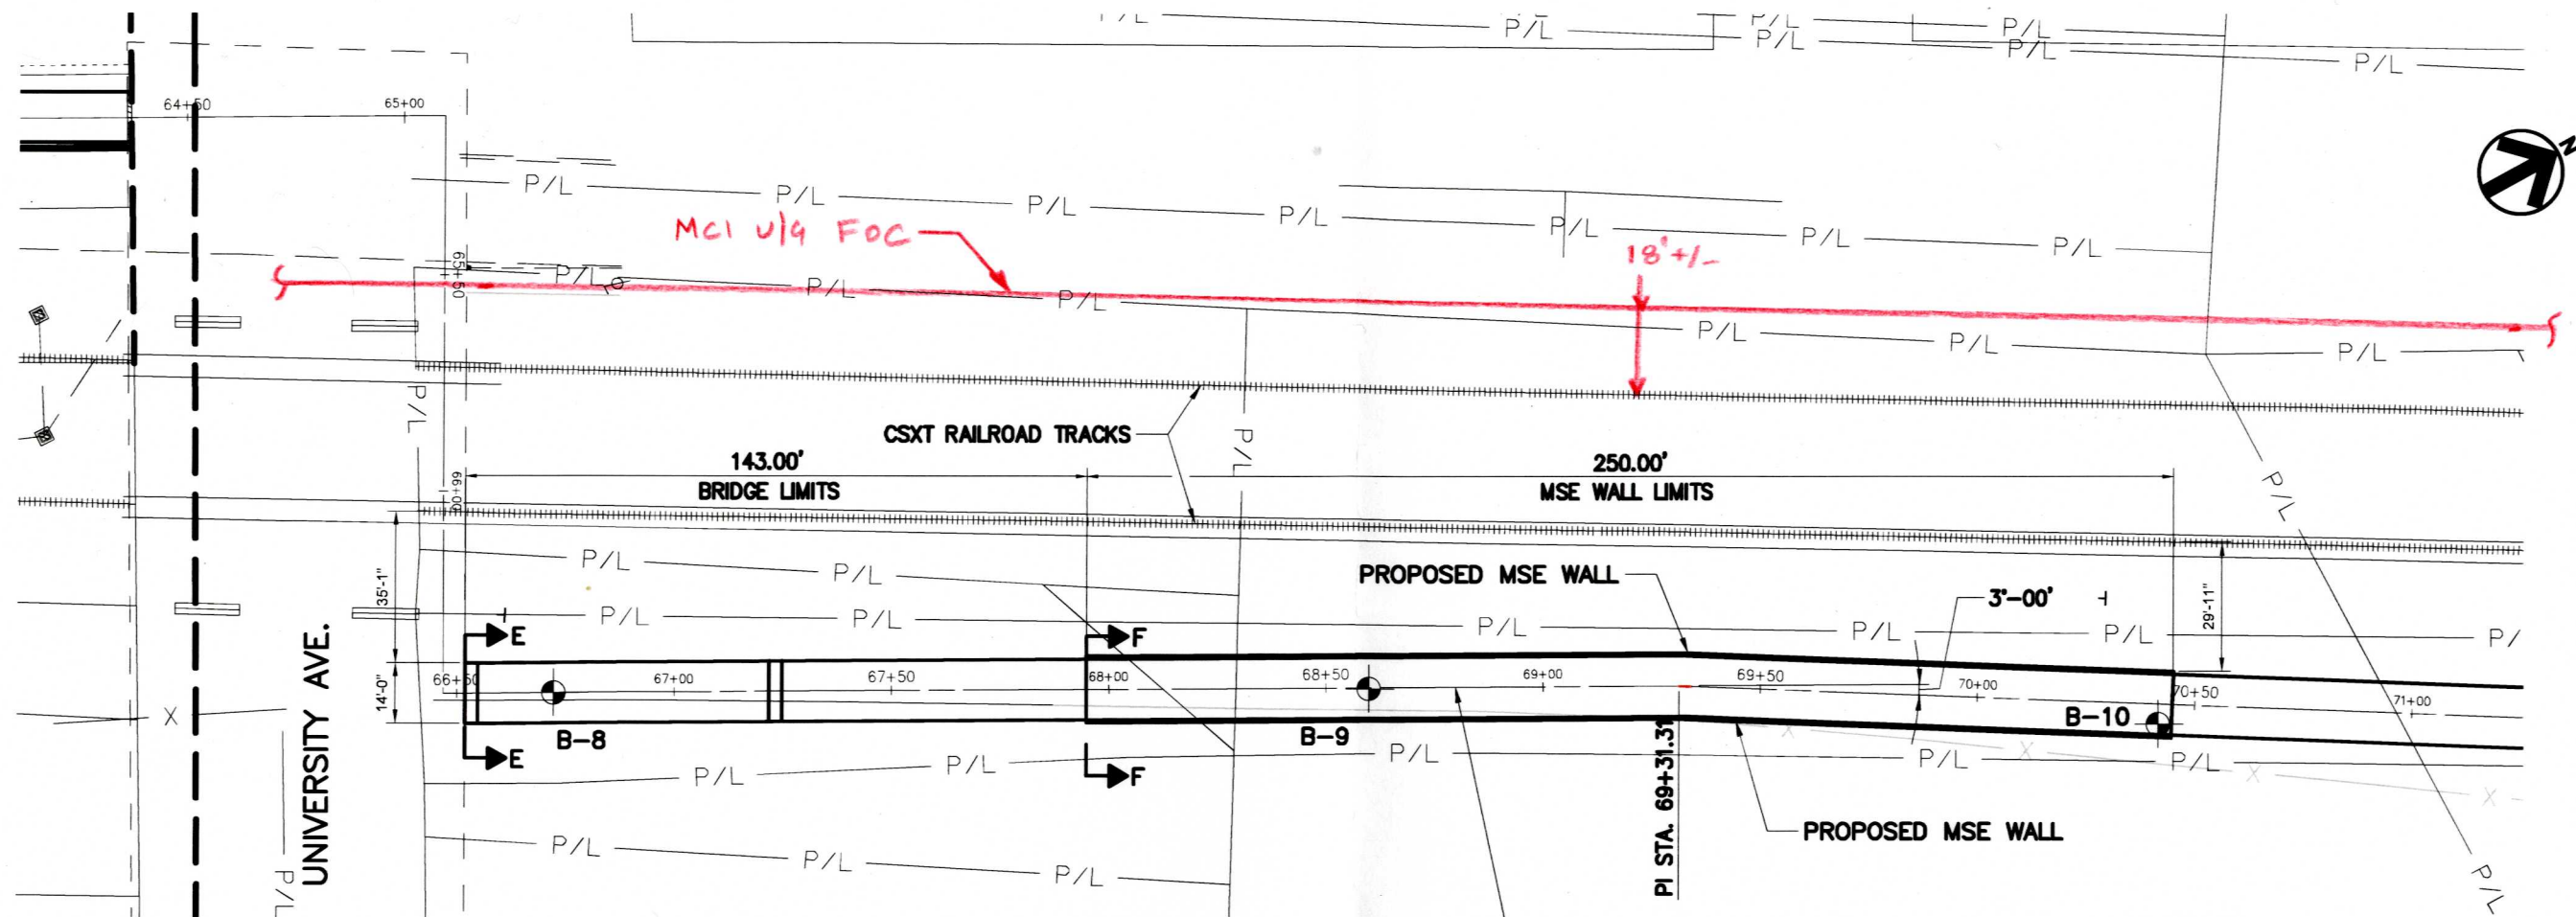 P/L P/L P/L P/L P/L
P/L P/L
64+50 65+00
N
P/L P/L P/L P/L P/L P/L P/L
MCI U/G FOC
18'+/-
65+50
P/L P/L P/L P/L P/L P/L
P/L
CSXT RAILROAD TRACKS
P/L
143.00'
BRIDGE LIMITS
250.00'
MSE WALL LIMITS
66+00
P/L
35'-1"
P/L P/L
PROPOSED MSE WALL
3'-00'
29'-11"
P/L P/L P/L P/L P/L P/
E F
14'-0"
66+50 67+00 67+50 68+00 68+50 69+00 69+50 70+00 70+50 71+00
X
UNIVERSITY AVE.
B-8 B-9 B-10
E F
P/L P/L P/L P/L P/L
X X X X
PI STA. 69+31.31
PROPOSED MSE WALL
P/L P/L P/L
P/L
P/L